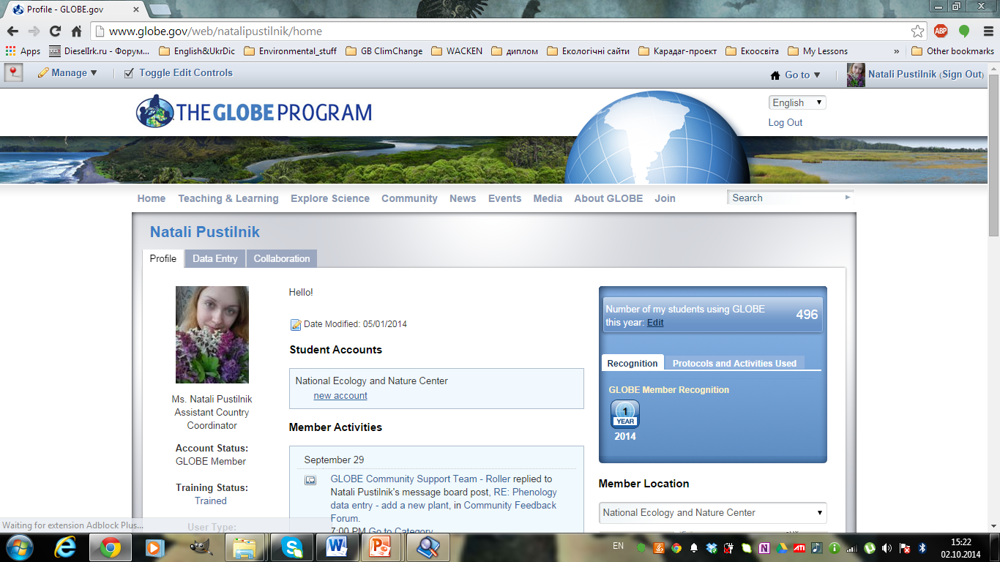 Profile - GLOBE.gov
www.globe.gov/web/natalipustilnik/home
ABP
Apps
Diesellrk.ru - Форум...
English&UkrDic
Environmental_stuff
GB ClimChange
WACKEN
диплом
Екологічні сайти
Карадаг-проект
Екоосвіта
My Lessons
»
Other bookmarks
Manage ▼
Toggle Edit Controls
Go to ▼
Natali Pustilnik (Sign Out)
THE GLOBE PROGRAM
English
Log Out
Home
Teaching & Learning
Explore Science
Community
News
Events
Media
About GLOBE
Join
Search
Natali Pustilnik
Profile
Data Entry
Collaboration
Ms. Natali Pustilnik
Assistant Country
Coordinator
Account Status:
GLOBE Member
Training Status:
Trained
User Type:
Hello!
Date Modified: 05/01/2014
Student Accounts
National Ecology and Nature Center
new account
Member Activities
September 29
GLOBE Community Support Team - Roller replied to
Natali Pustilnik's message board post, RE: Phenology
data entry - add a new plant, in Community Feedback
Forum.
7:00 PM Go to Category
Number of my students using GLOBE
this year: Edit
496
Recognition
Protocols and Activities Used
GLOBE Member Recognition
1
YEAR
2014
Member Location
National Ecology and Nature Center
Waiting for extension Adblock Plus...
EN
15:22
02.10.2014